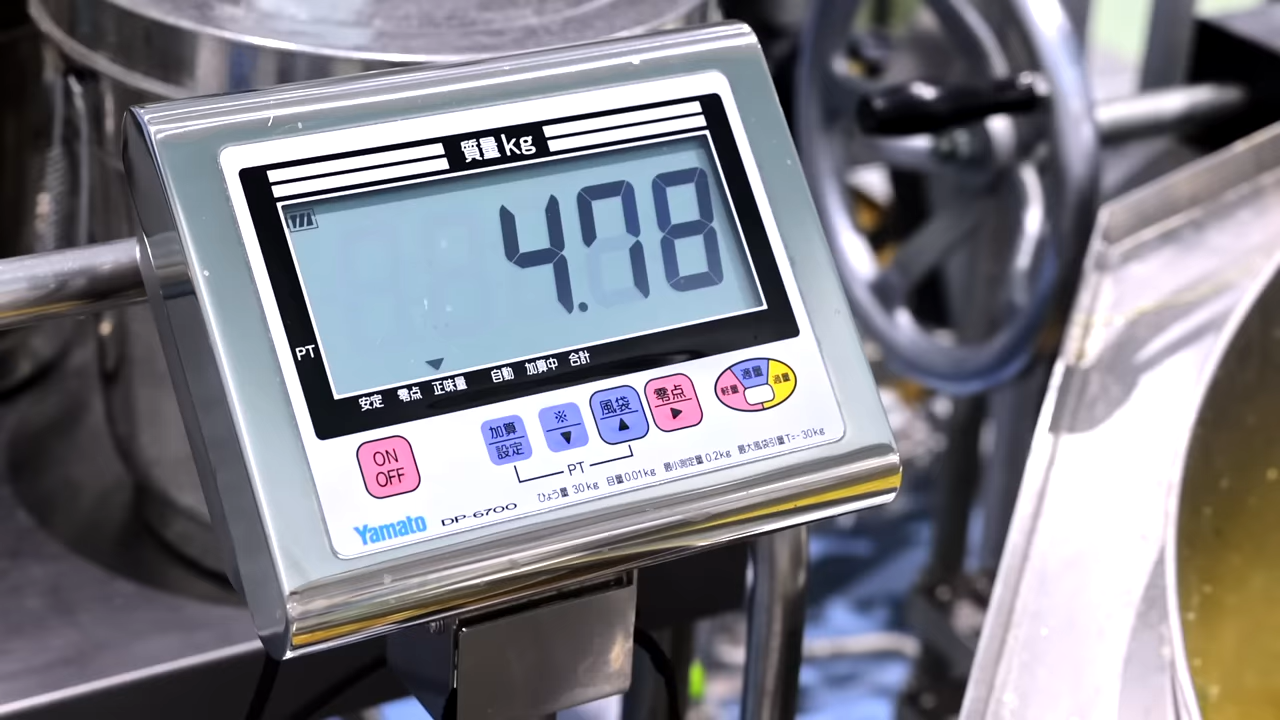 質量kg
4.78
PT
安定 零点 正味量 自動 加算中 合計
ON
OFF
加算
設定
※
▼
風袋
▲
零点
▶
軽量 適量 過量
PT
ひょう量 30kg 目量0.01kg 最小測定量 0.2kg 最大風袋引量T=-30kg
Yamato DP-6700